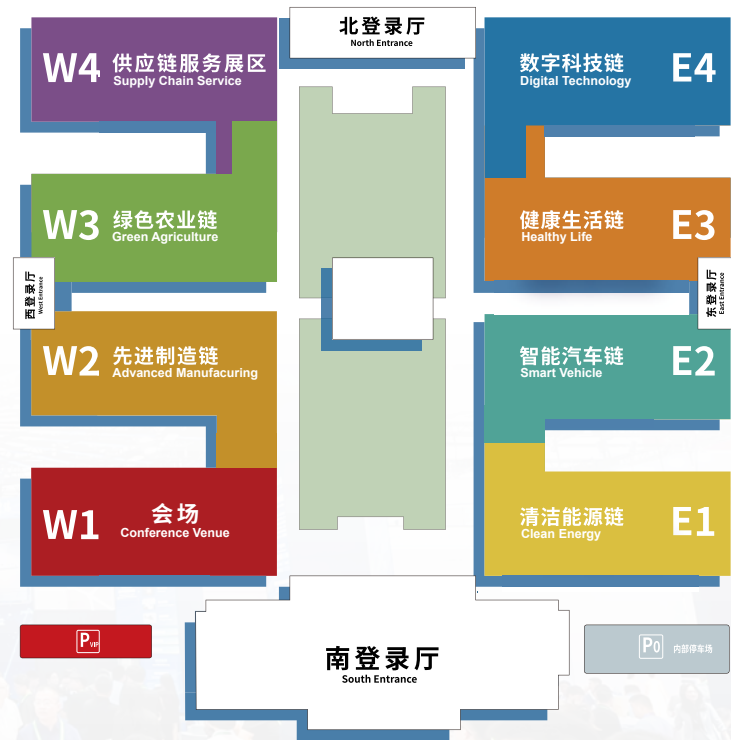 北登录厅
North Entrance
W4
供应链服务展区
Supply Chain Service
E4
数字科技链
Digital Technology
W3
绿色农业链
Green Agriculture
E3
健康生活链
Healthy Life
西登录厅
West Entrance
东登录厅
East Entrance
W2
先进制造链
Advanced Manufacuring
E2
智能汽车链
Smart Vehicle
W1
会场
Conference Venue
E1
清洁能源链
Clean Energy
P VIP
南登录厅
South Entrance
P0
内部停车场